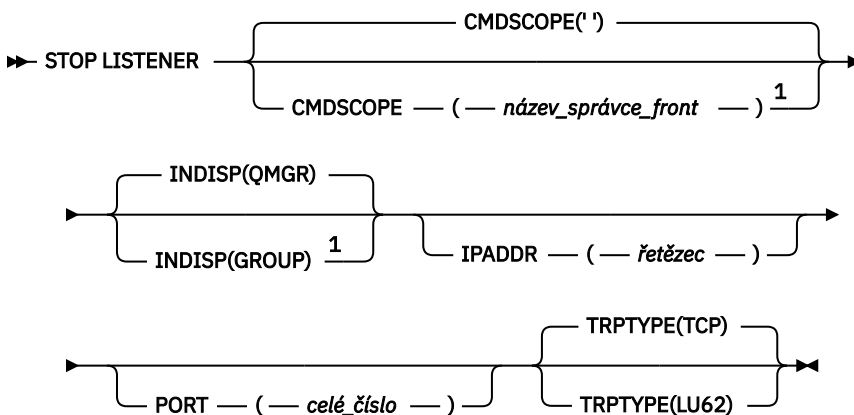 CMDSCOPE(' ')
STOP LISTENER
CMDSCOPE ( název_správce_front ) 1
INDISP(QMGR)
INDISP(GROUP) 1
IPADDR ( řetězec )
TRPTYPE(TCP)
PORT ( celé_číslo )
TRPTYPE(LU62)